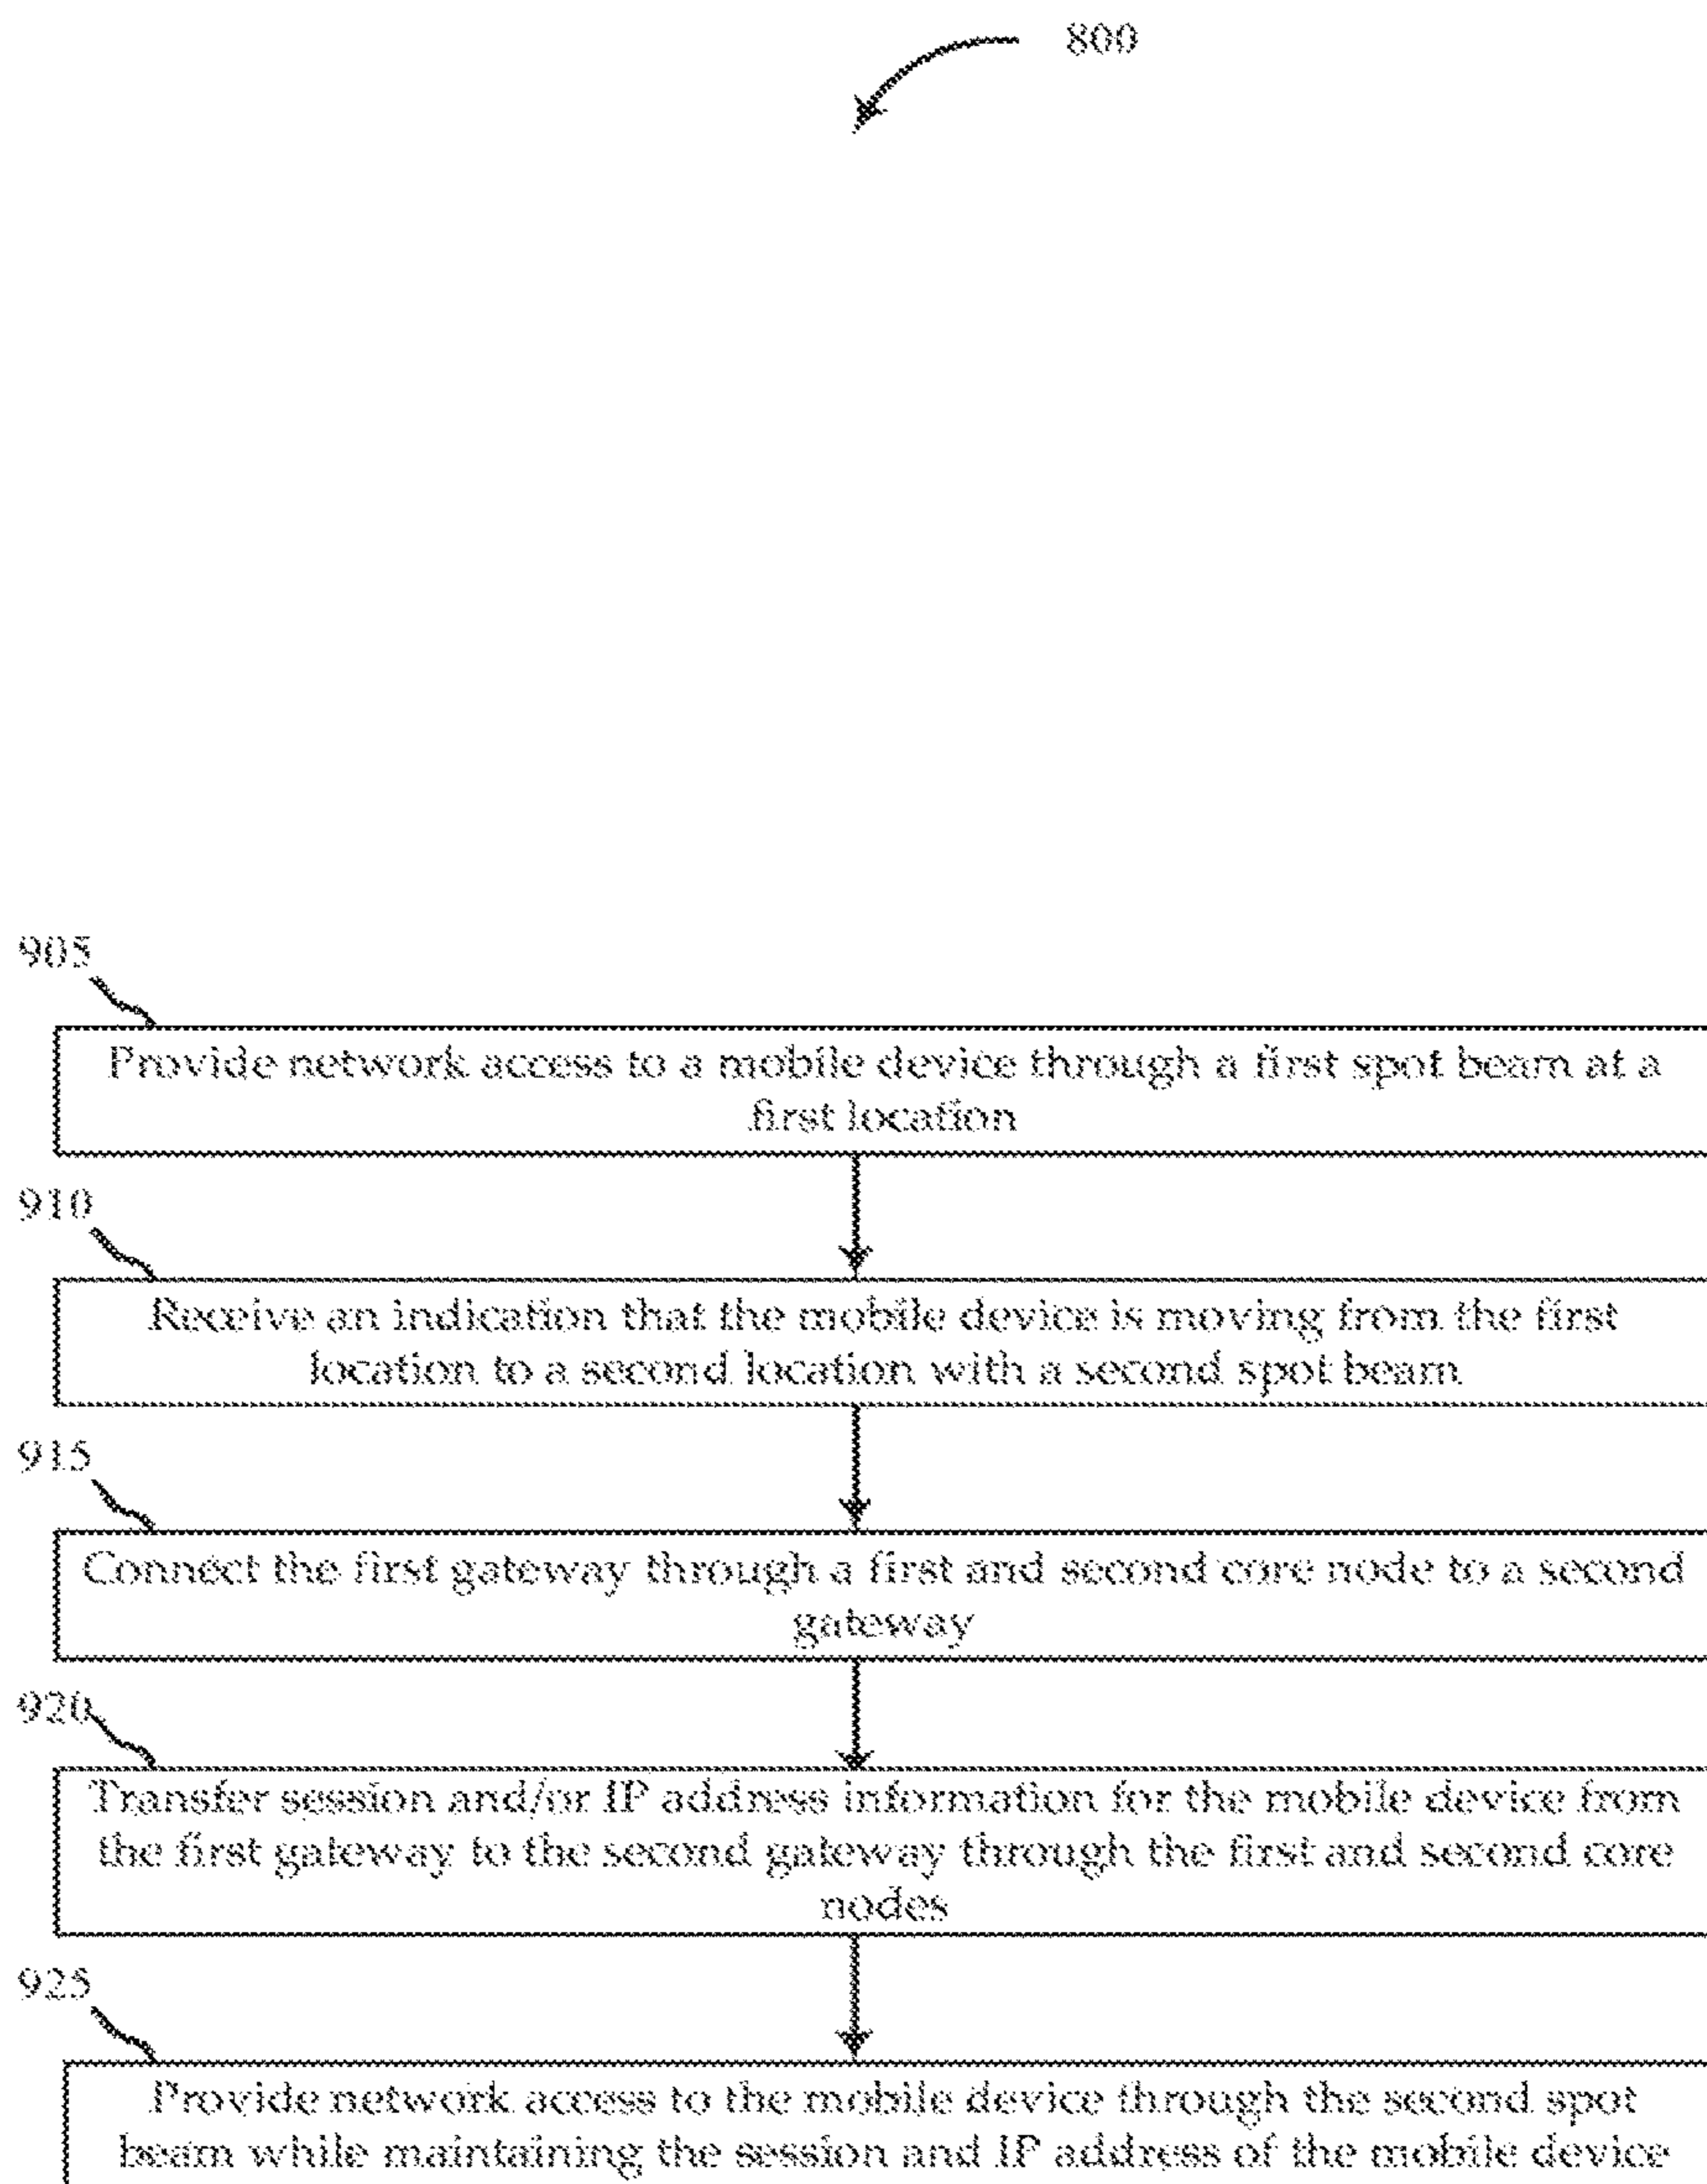 800
905
Provide network access to a mobile device through a first spot beam at a
first location
910
Receive an indication that the mobile device is moving from the first
location to a second location with a second spot beam
915
Connect the first gateway through a first and second core node to a second
gateway
920
Transfer session and/or IP address information for the mobile device from
the first gateway to the second gateway through the first and second core
nodes
925
Provide network access to the mobile device through the second spot
beam while maintaining the session and IP address of the mobile device